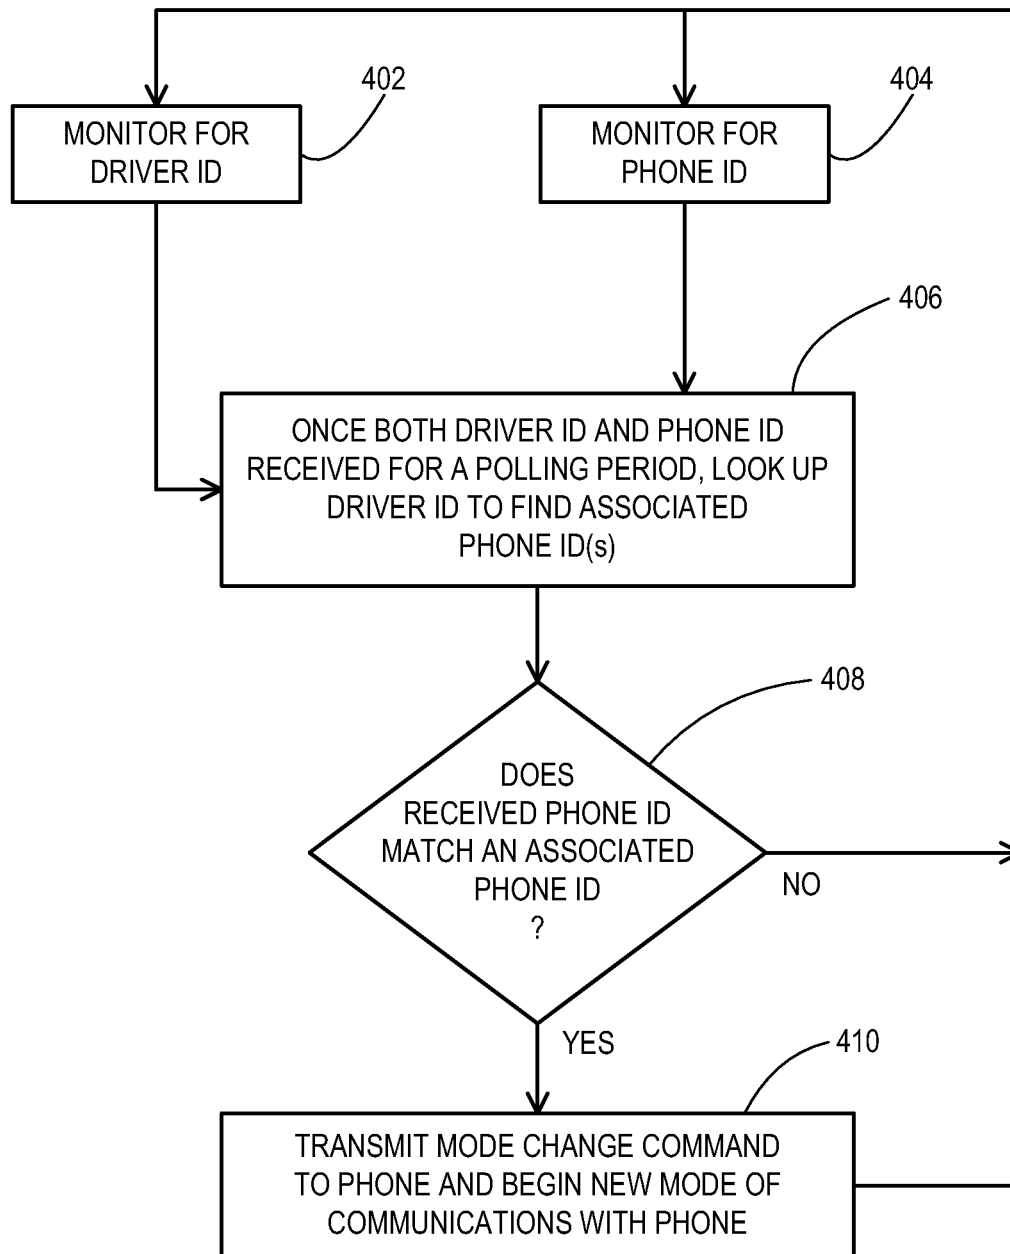 402
MONITOR FOR
DRIVER ID
404
MONITOR FOR
PHONE ID
406
ONCE BOTH DRIVER ID AND PHONE ID
RECEIVED FOR A POLLING PERIOD, LOOK UP
DRIVER ID TO FIND ASSOCIATED
PHONE ID(s)
408
DOES
RECEIVED PHONE ID
MATCH AN ASSOCIATED
PHONE ID
?
NO
YES
410
TRANSMIT MODE CHANGE COMMAND
TO PHONE AND BEGIN NEW MODE OF
COMMUNICATIONS WITH PHONE